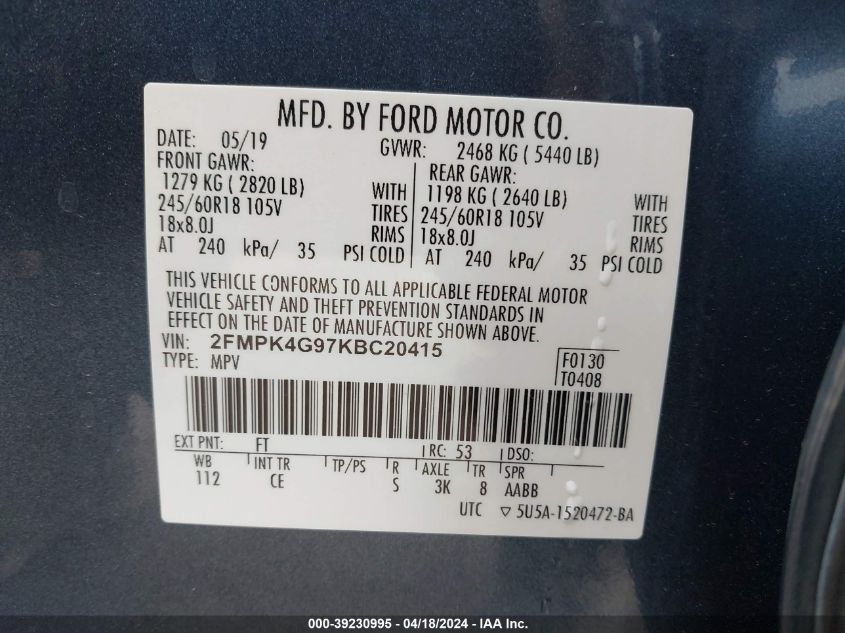 MFD. BY FORD MOTOR CO.
DATE: 05/19 GVWR: 2468 KG ( 5440 LB)
FRONT GAWR: REAR GAWR:
1279 KG ( 2820 LB) WITH 1198 KG ( 2640 LB) WITH
245/60R18 105V TIRES 245/60R18 105V TIRES
18x8.0J RIMS 18x8.0J RIMS
AT 240 kPa/ 35 PSI COLD AT 240 kPa/ 35 PSI COLD
THIS VEHICLE CONFORMS TO ALL APPLICABLE FEDERAL MOTOR
VEHICLE SAFETY AND THEFT PREVENTION STANDARDS IN
EFFECT ON THE DATE OF MANUFACTURE SHOWN ABOVE.
VIN: 2FMPK4G97KBC20415
TYPE: MPV F0130
T0408
EXT PNT: FT RC: 53 DSO:
WB INT TR TP/PS R AXLE TR SPR
112 CE S 3K 8 AABB
UTC ▽ 5U5A-1520472-BA
000-39230995 - 04/18/2024 - IAA Inc.